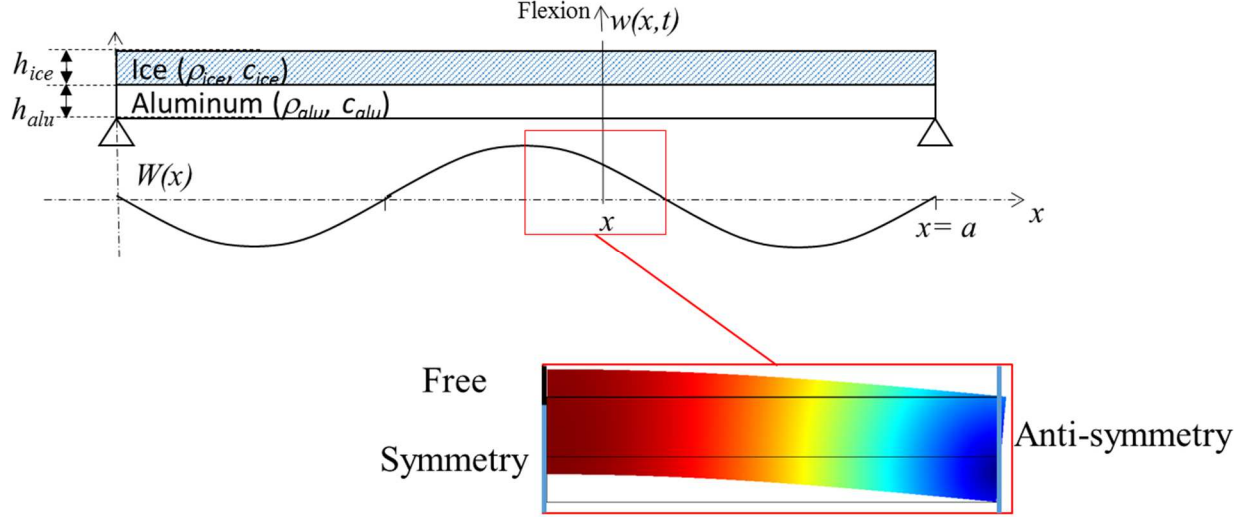 Flexion w(x,t)
h_ice
Ice (ρ_ice, c_ice)
h_alu
Aluminum (ρ_alu, c_alu)
W(x)
x
x
x= a
Free
Symmetry
Anti-symmetry